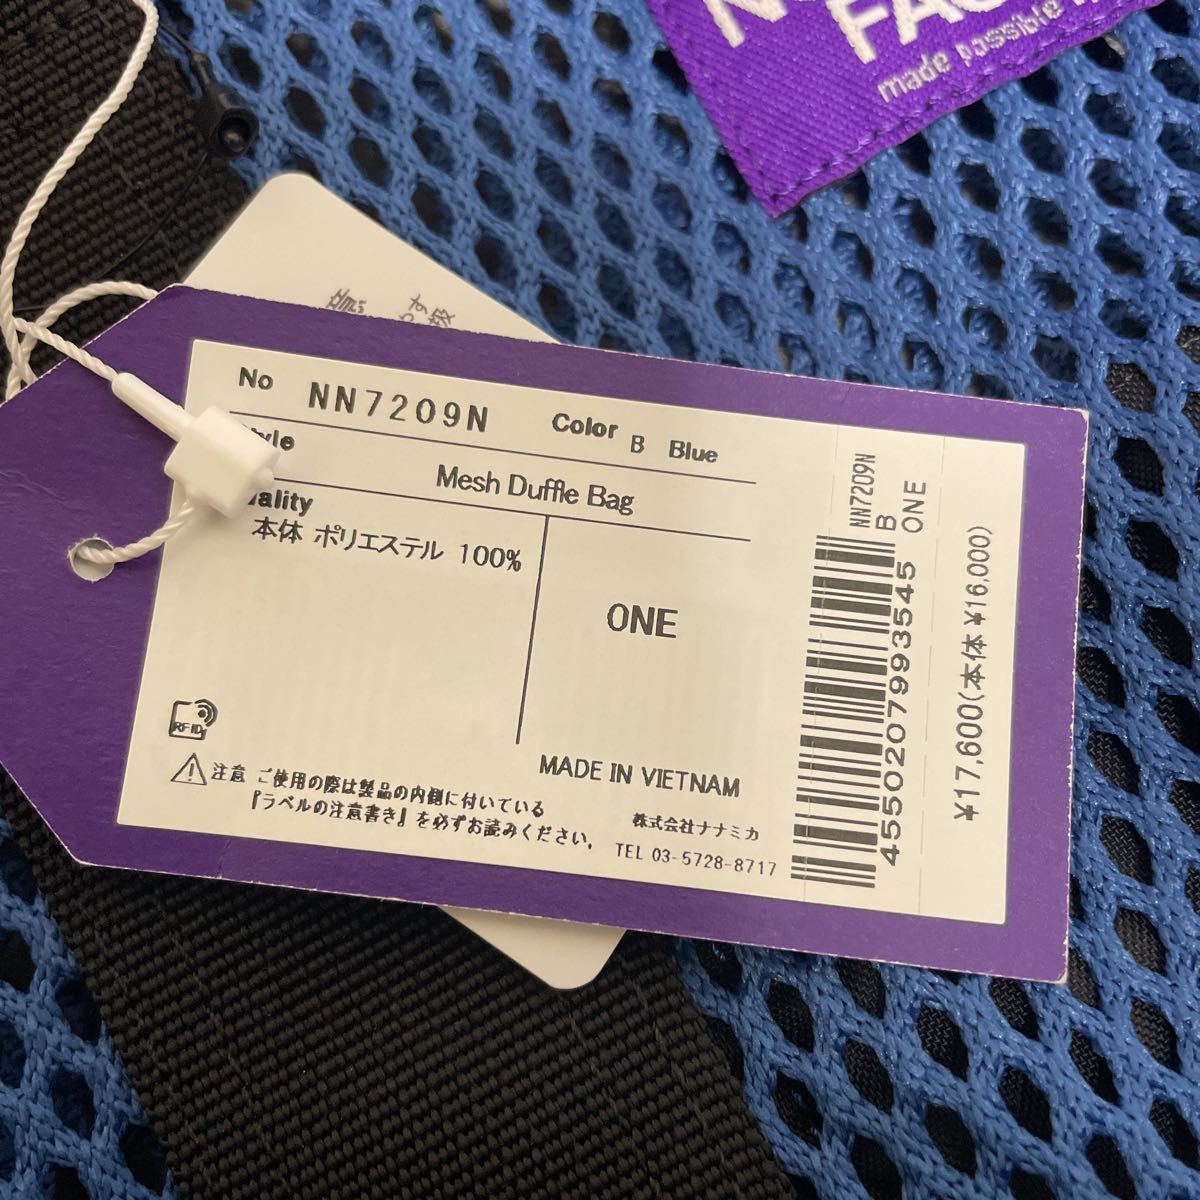 made possible
No NN7209N Color B Blue
Mesh Duffle Bag
本体 ポリエステル 100%
ONE
RFID
MADE IN VIETNAM
注意 ご使用の際は製品の内側に付いている
『ラベルの注意書き』を必ずお読みください。
株式会社ナナミカ
TEL 03-5728-8717
NN7209N
B
ONE
4550207993545
¥17,600(本体 ¥16,000)